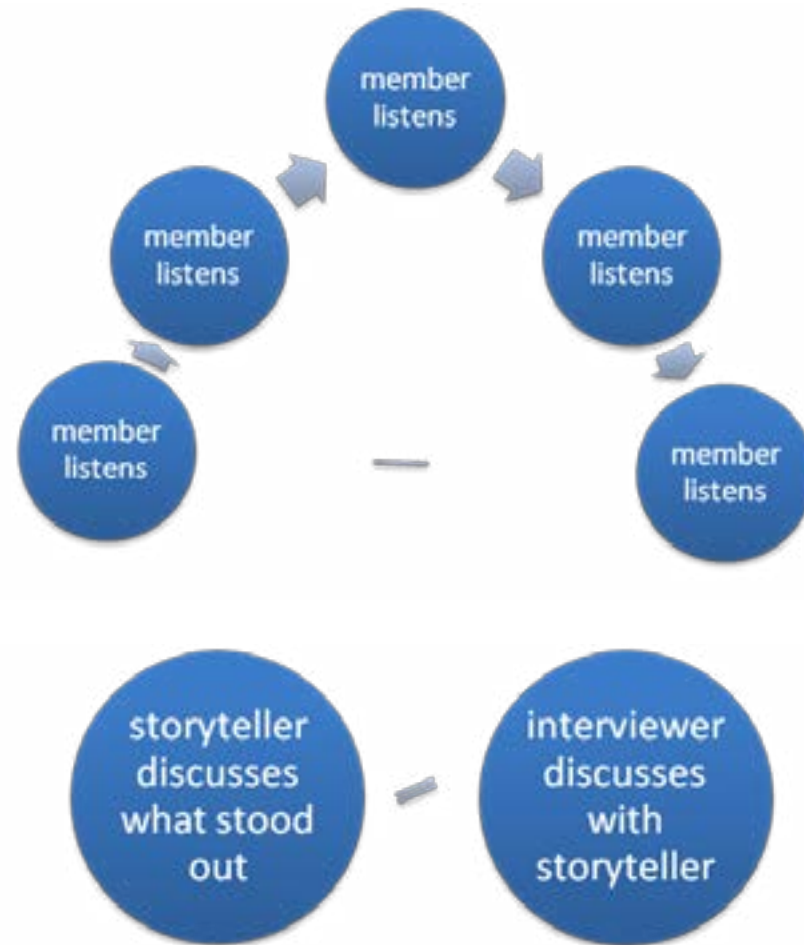 member
listens
member
listens
member
listens
member
listens
member
listens
storyteller
discusses
what stood
out
interviewer
discusses
with
storyteller